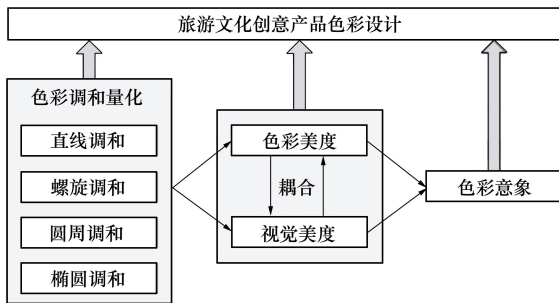 旅游文化创意产品色彩设计
色彩调和量化
直线调和
螺旋调和
圆周调和
椭圆调和
色彩美度
耦合
视觉美度
色彩意象